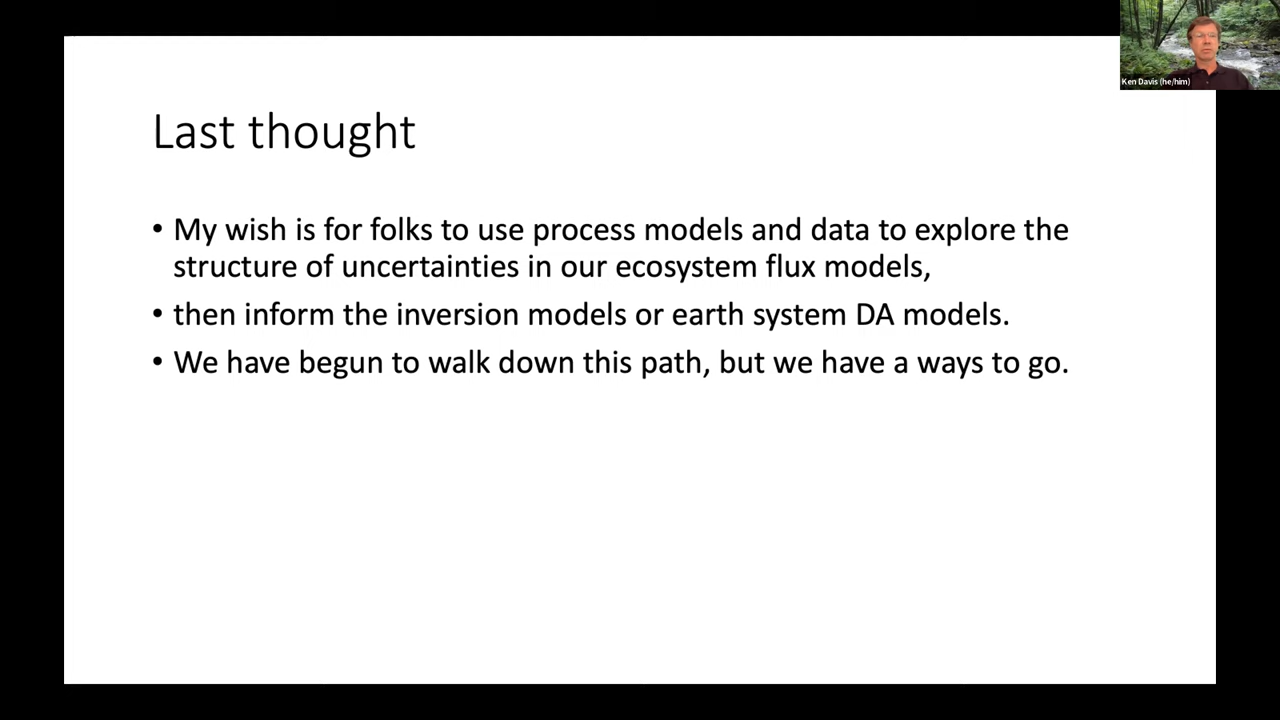 Ken Davis (he/him)
Last thought
• My wish is for folks to use process models and data to explore the
structure of uncertainties in our ecosystem flux models,
• then inform the inversion models or earth system DA models.
• We have begun to walk down this path, but we have a ways to go.